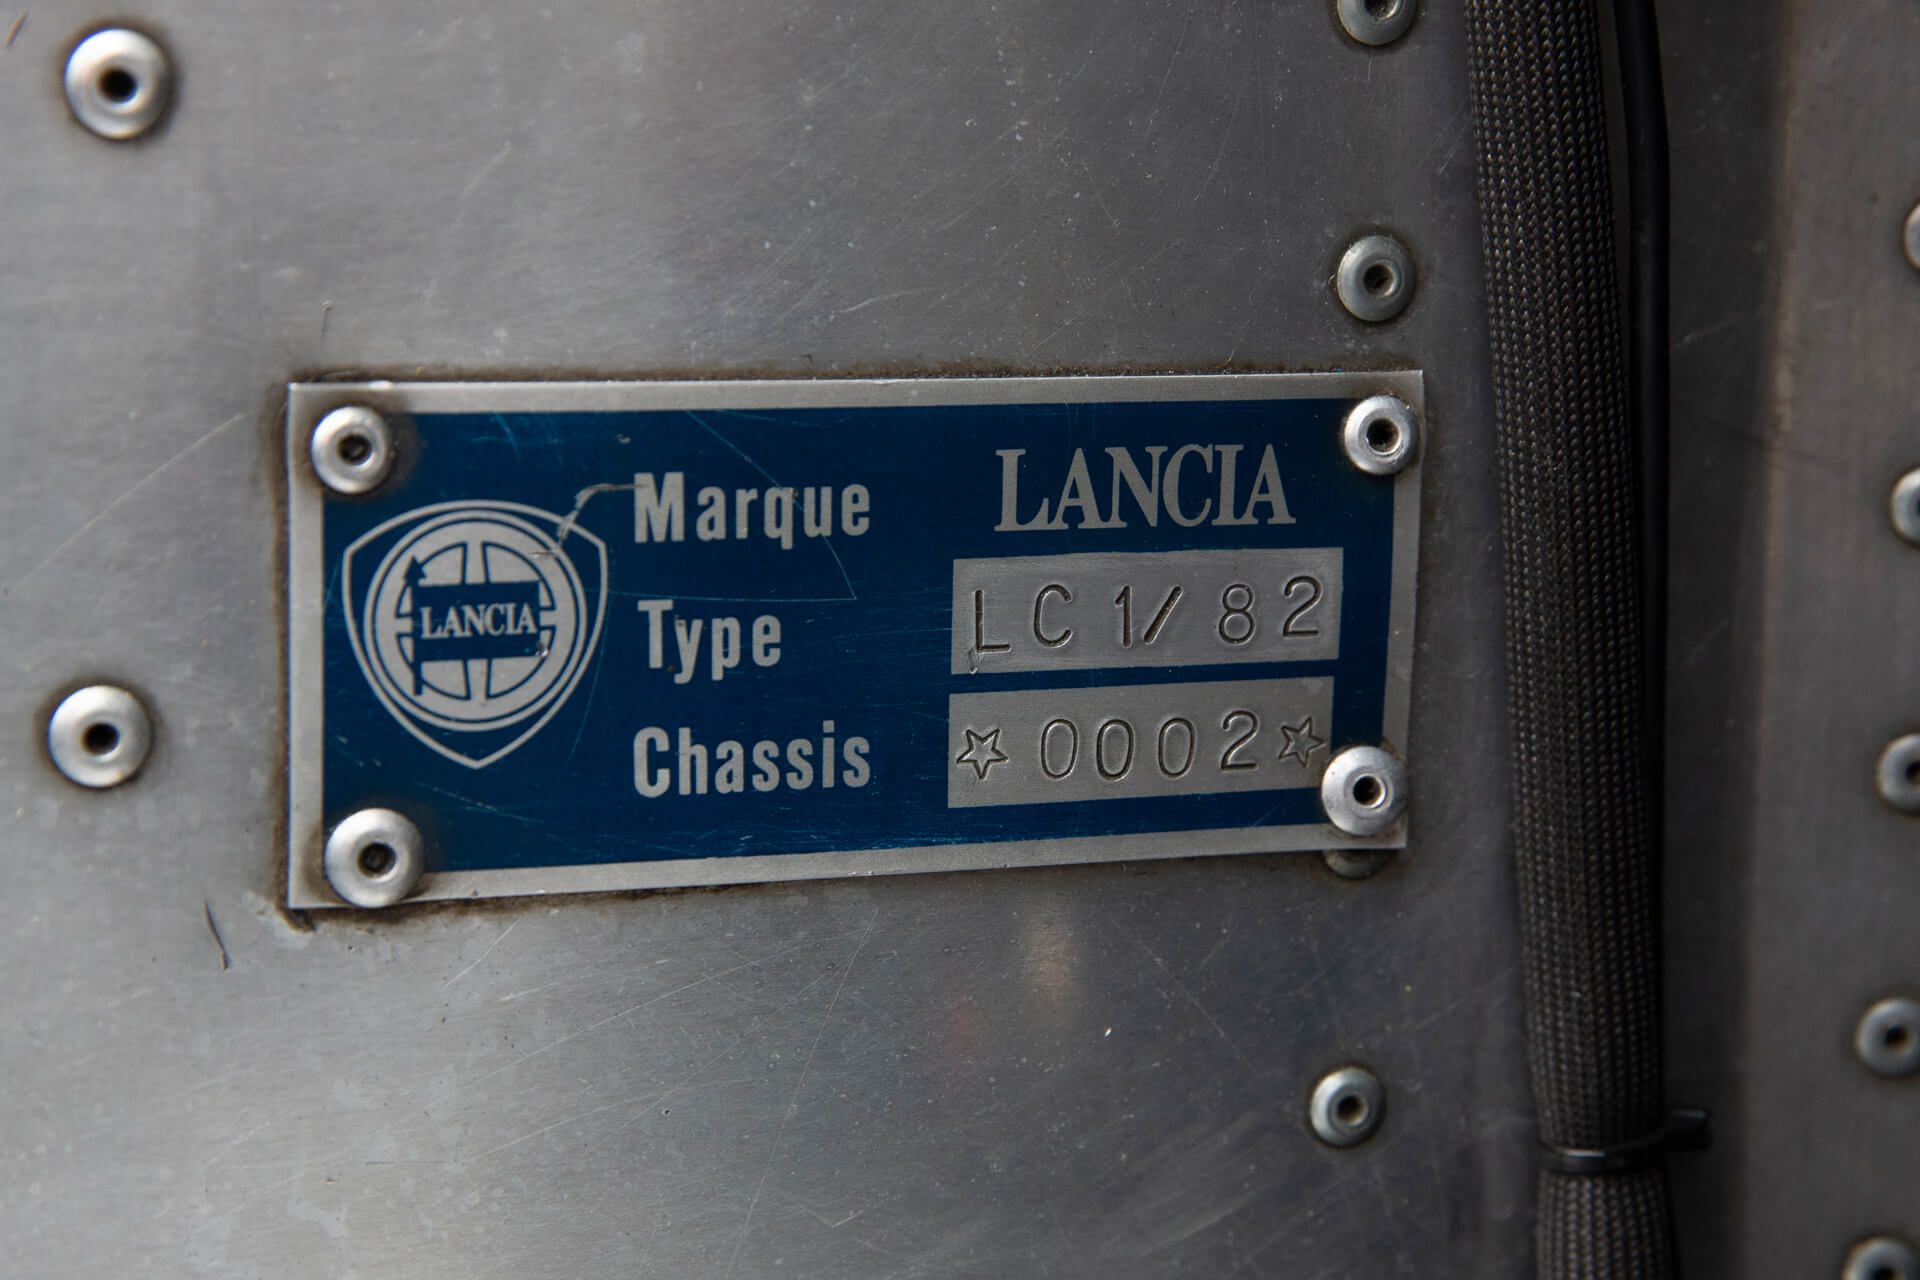 LANCIA
Marque LANCIA
Type LC 1/82
Chassis ☆0002☆